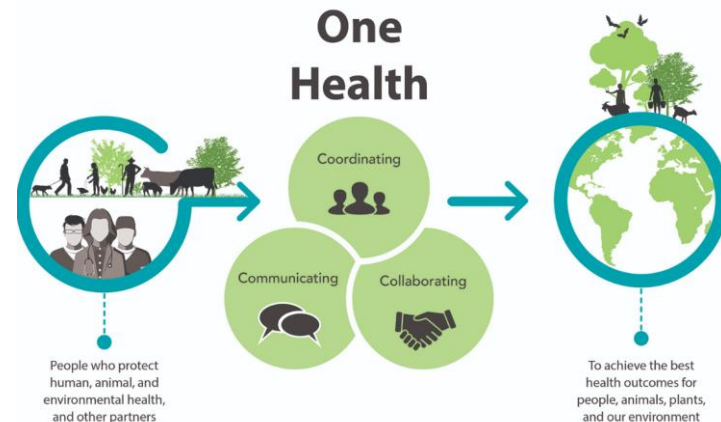 One
Health
Coordinating
Communicating
Collaborating
People who protect
human, animal, and
environmental health,
and other partners
To achieve the best
health outcomes for
people, animals, plants,
and our environment